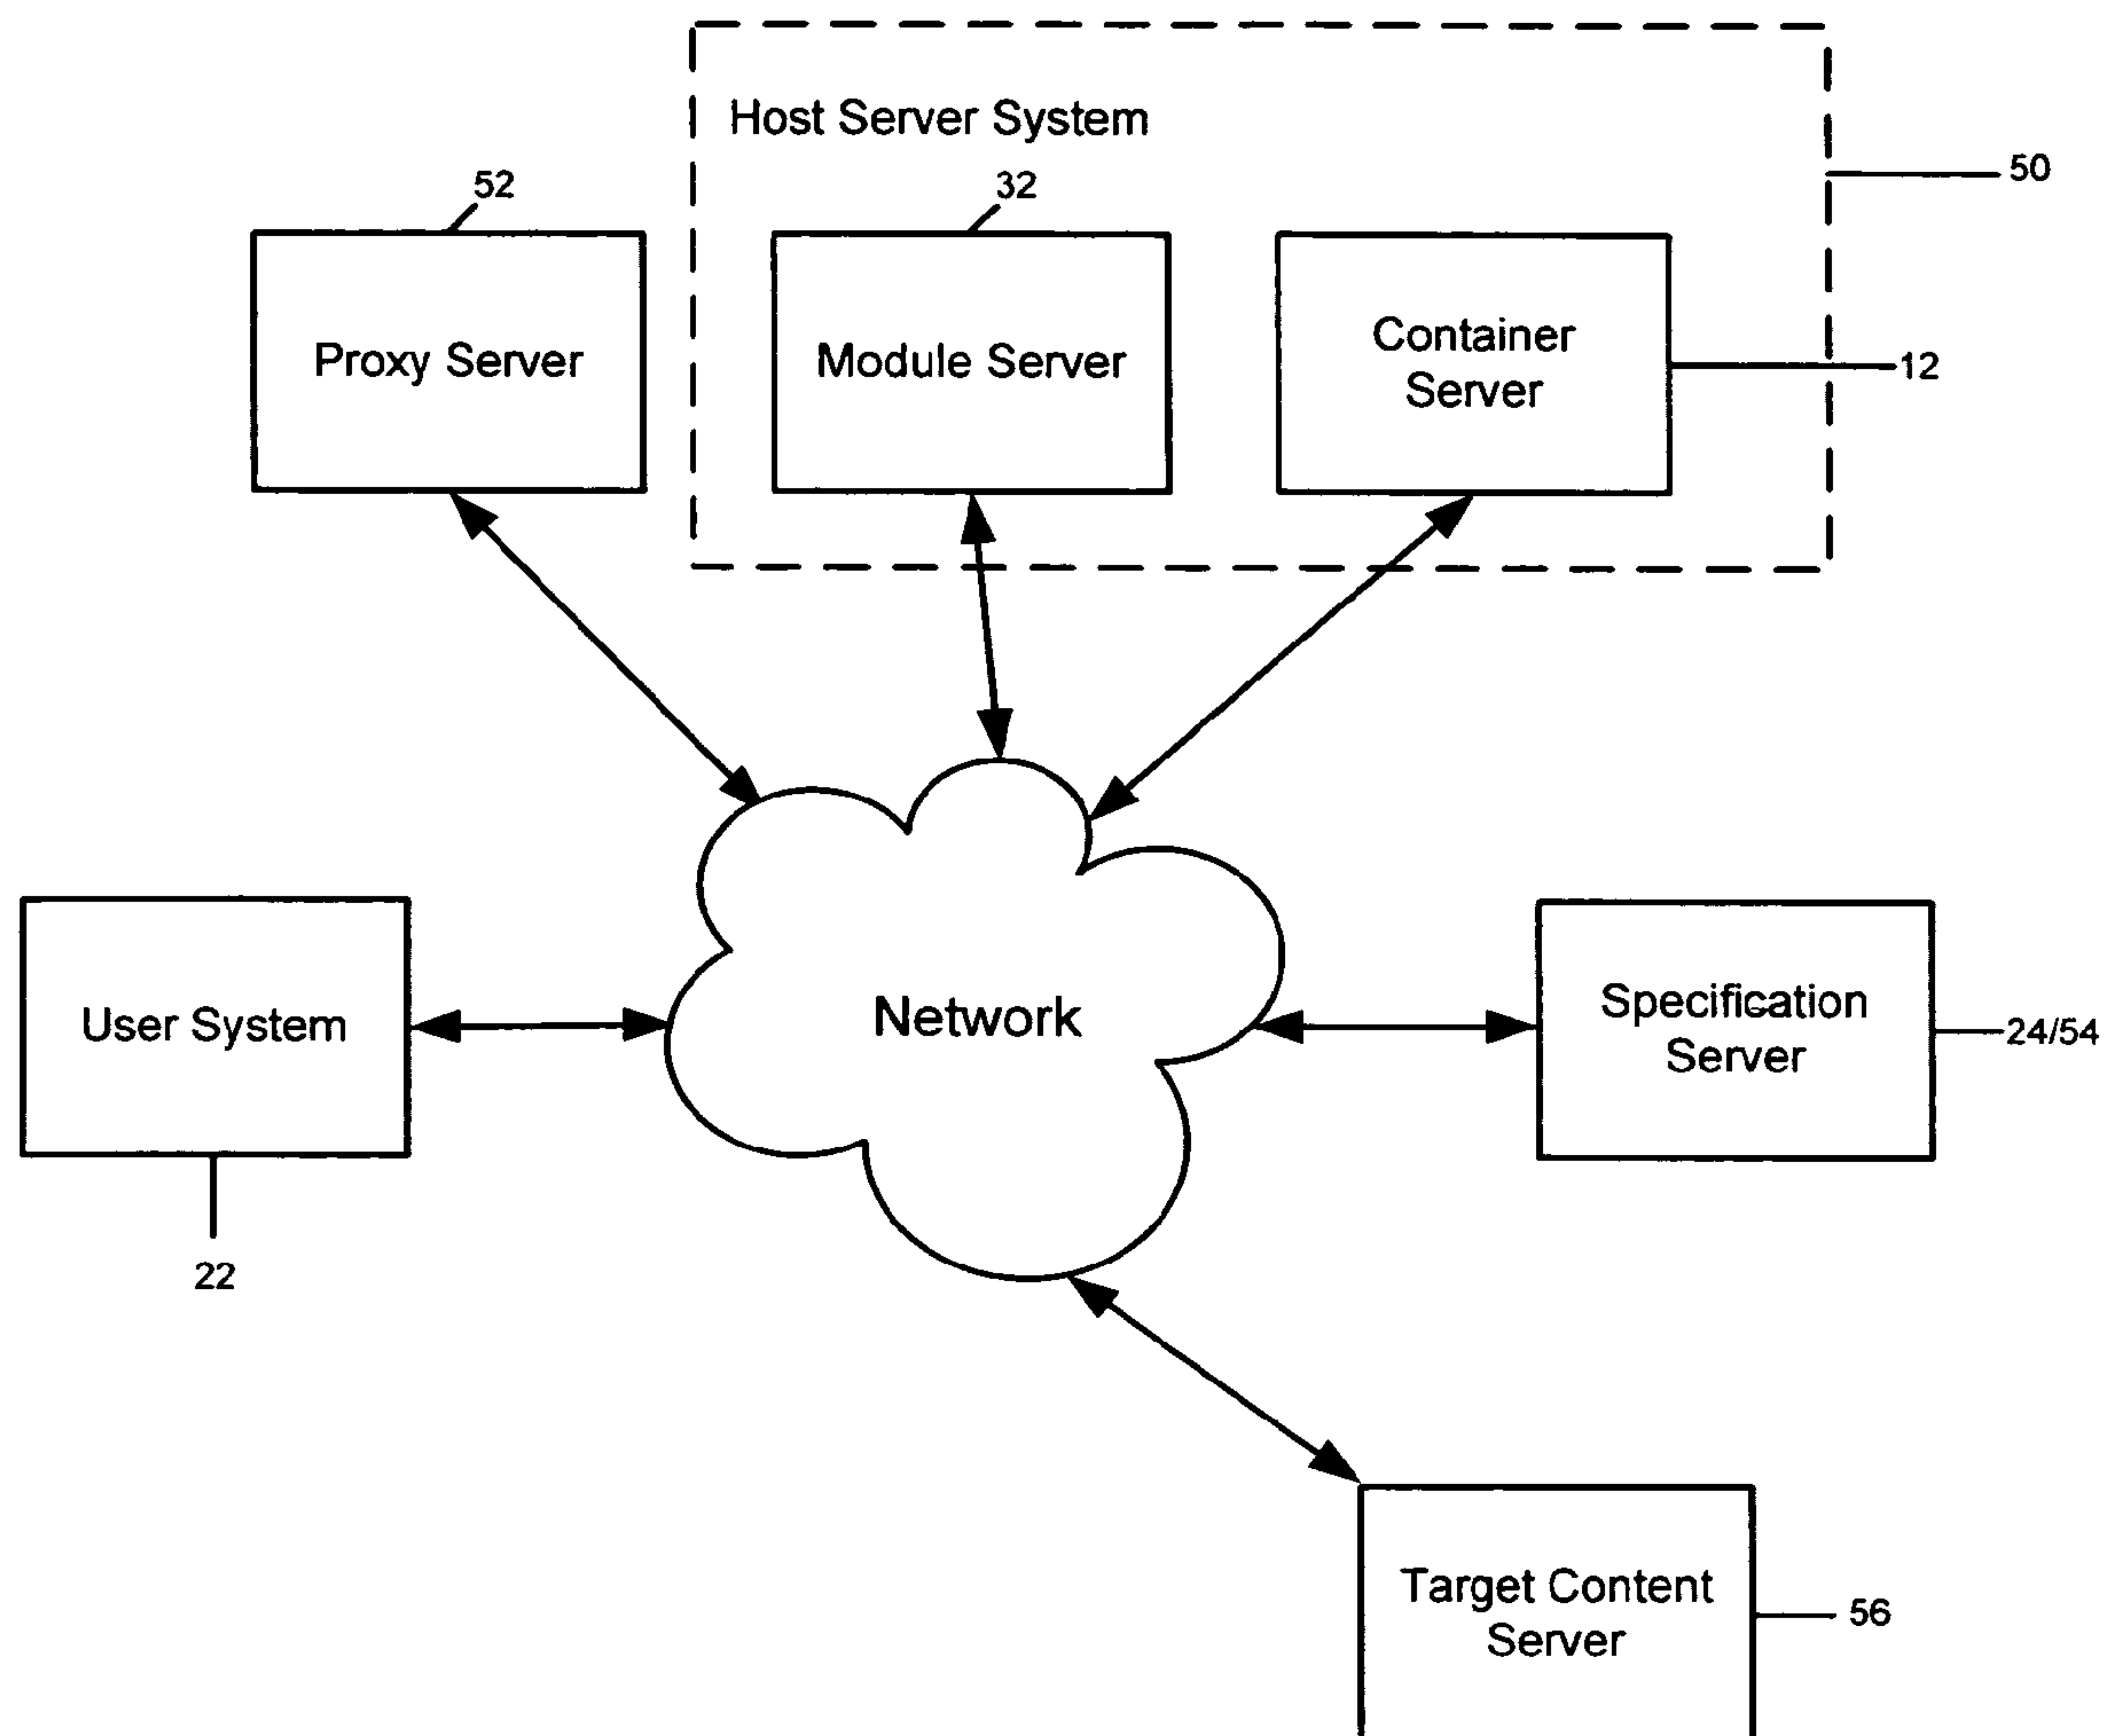 Host Server System
50
52
32
Proxy Server
Module Server
Container
Server
12
User System
Network
Specification
Server
24/54
22
Target Content
Server
56